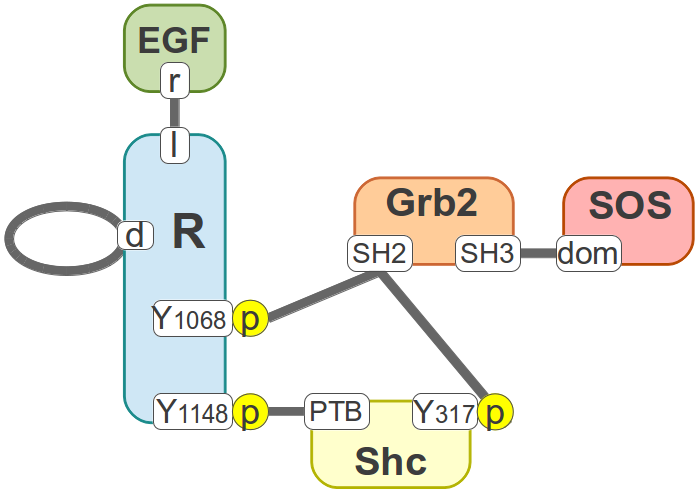 EGF
r
l
d
R
Grb2
SH2
SH3
SOS
dom
Y1068
p
Y1148
p
PTB
Y317
p
Shc